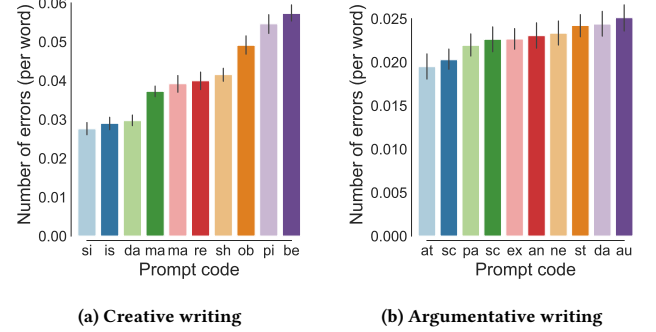 0.06
0.05
0.04
0.03
0.02
0.01
0.00
Number of errors (per word)
si is da ma ma re sh ob pi be
Prompt code
(a) Creative writing
0.025
0.020
0.015
0.010
0.005
0.000
Number of errors (per word)
at sc pa sc ex an ne st da au
Prompt code
(b) Argumentative writing